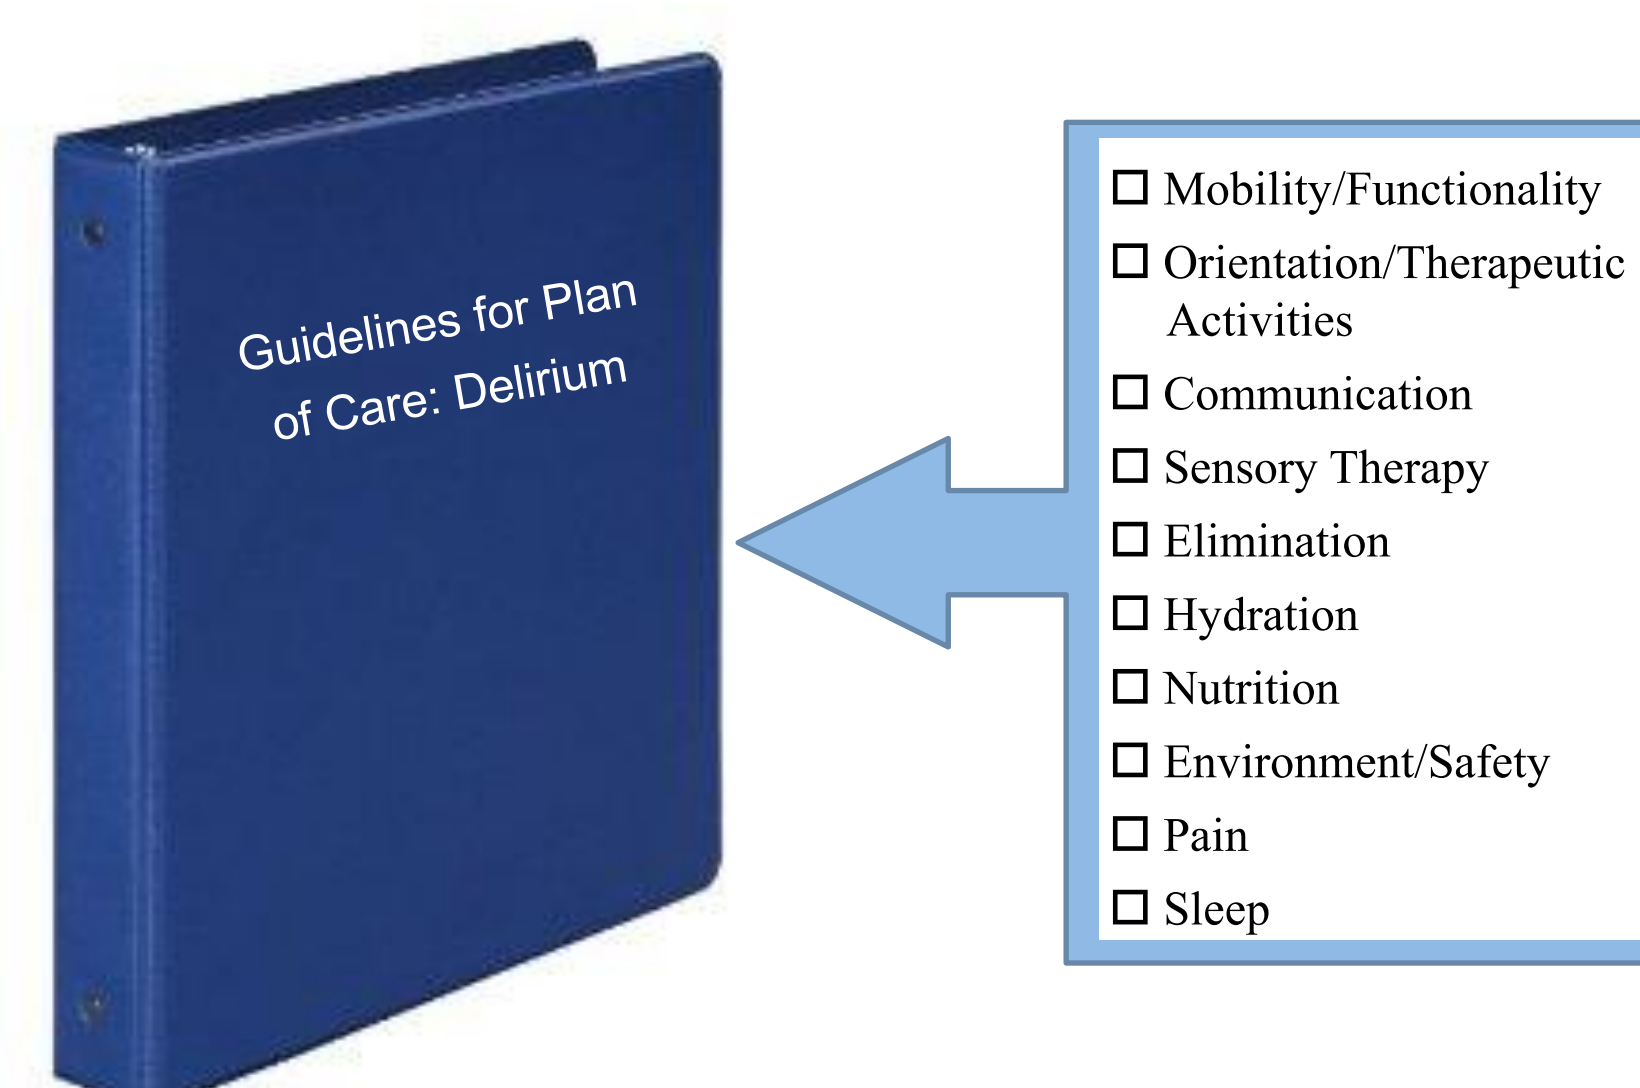 Guidelines for Plan
of Care: Delirium
☐ Mobility/Functionality
☐ Orientation/Therapeutic
Activities
☐ Communication
☐ Sensory Therapy
☐ Elimination
☐ Hydration
☐ Nutrition
☐ Environment/Safety
☐ Pain
☐ Sleep